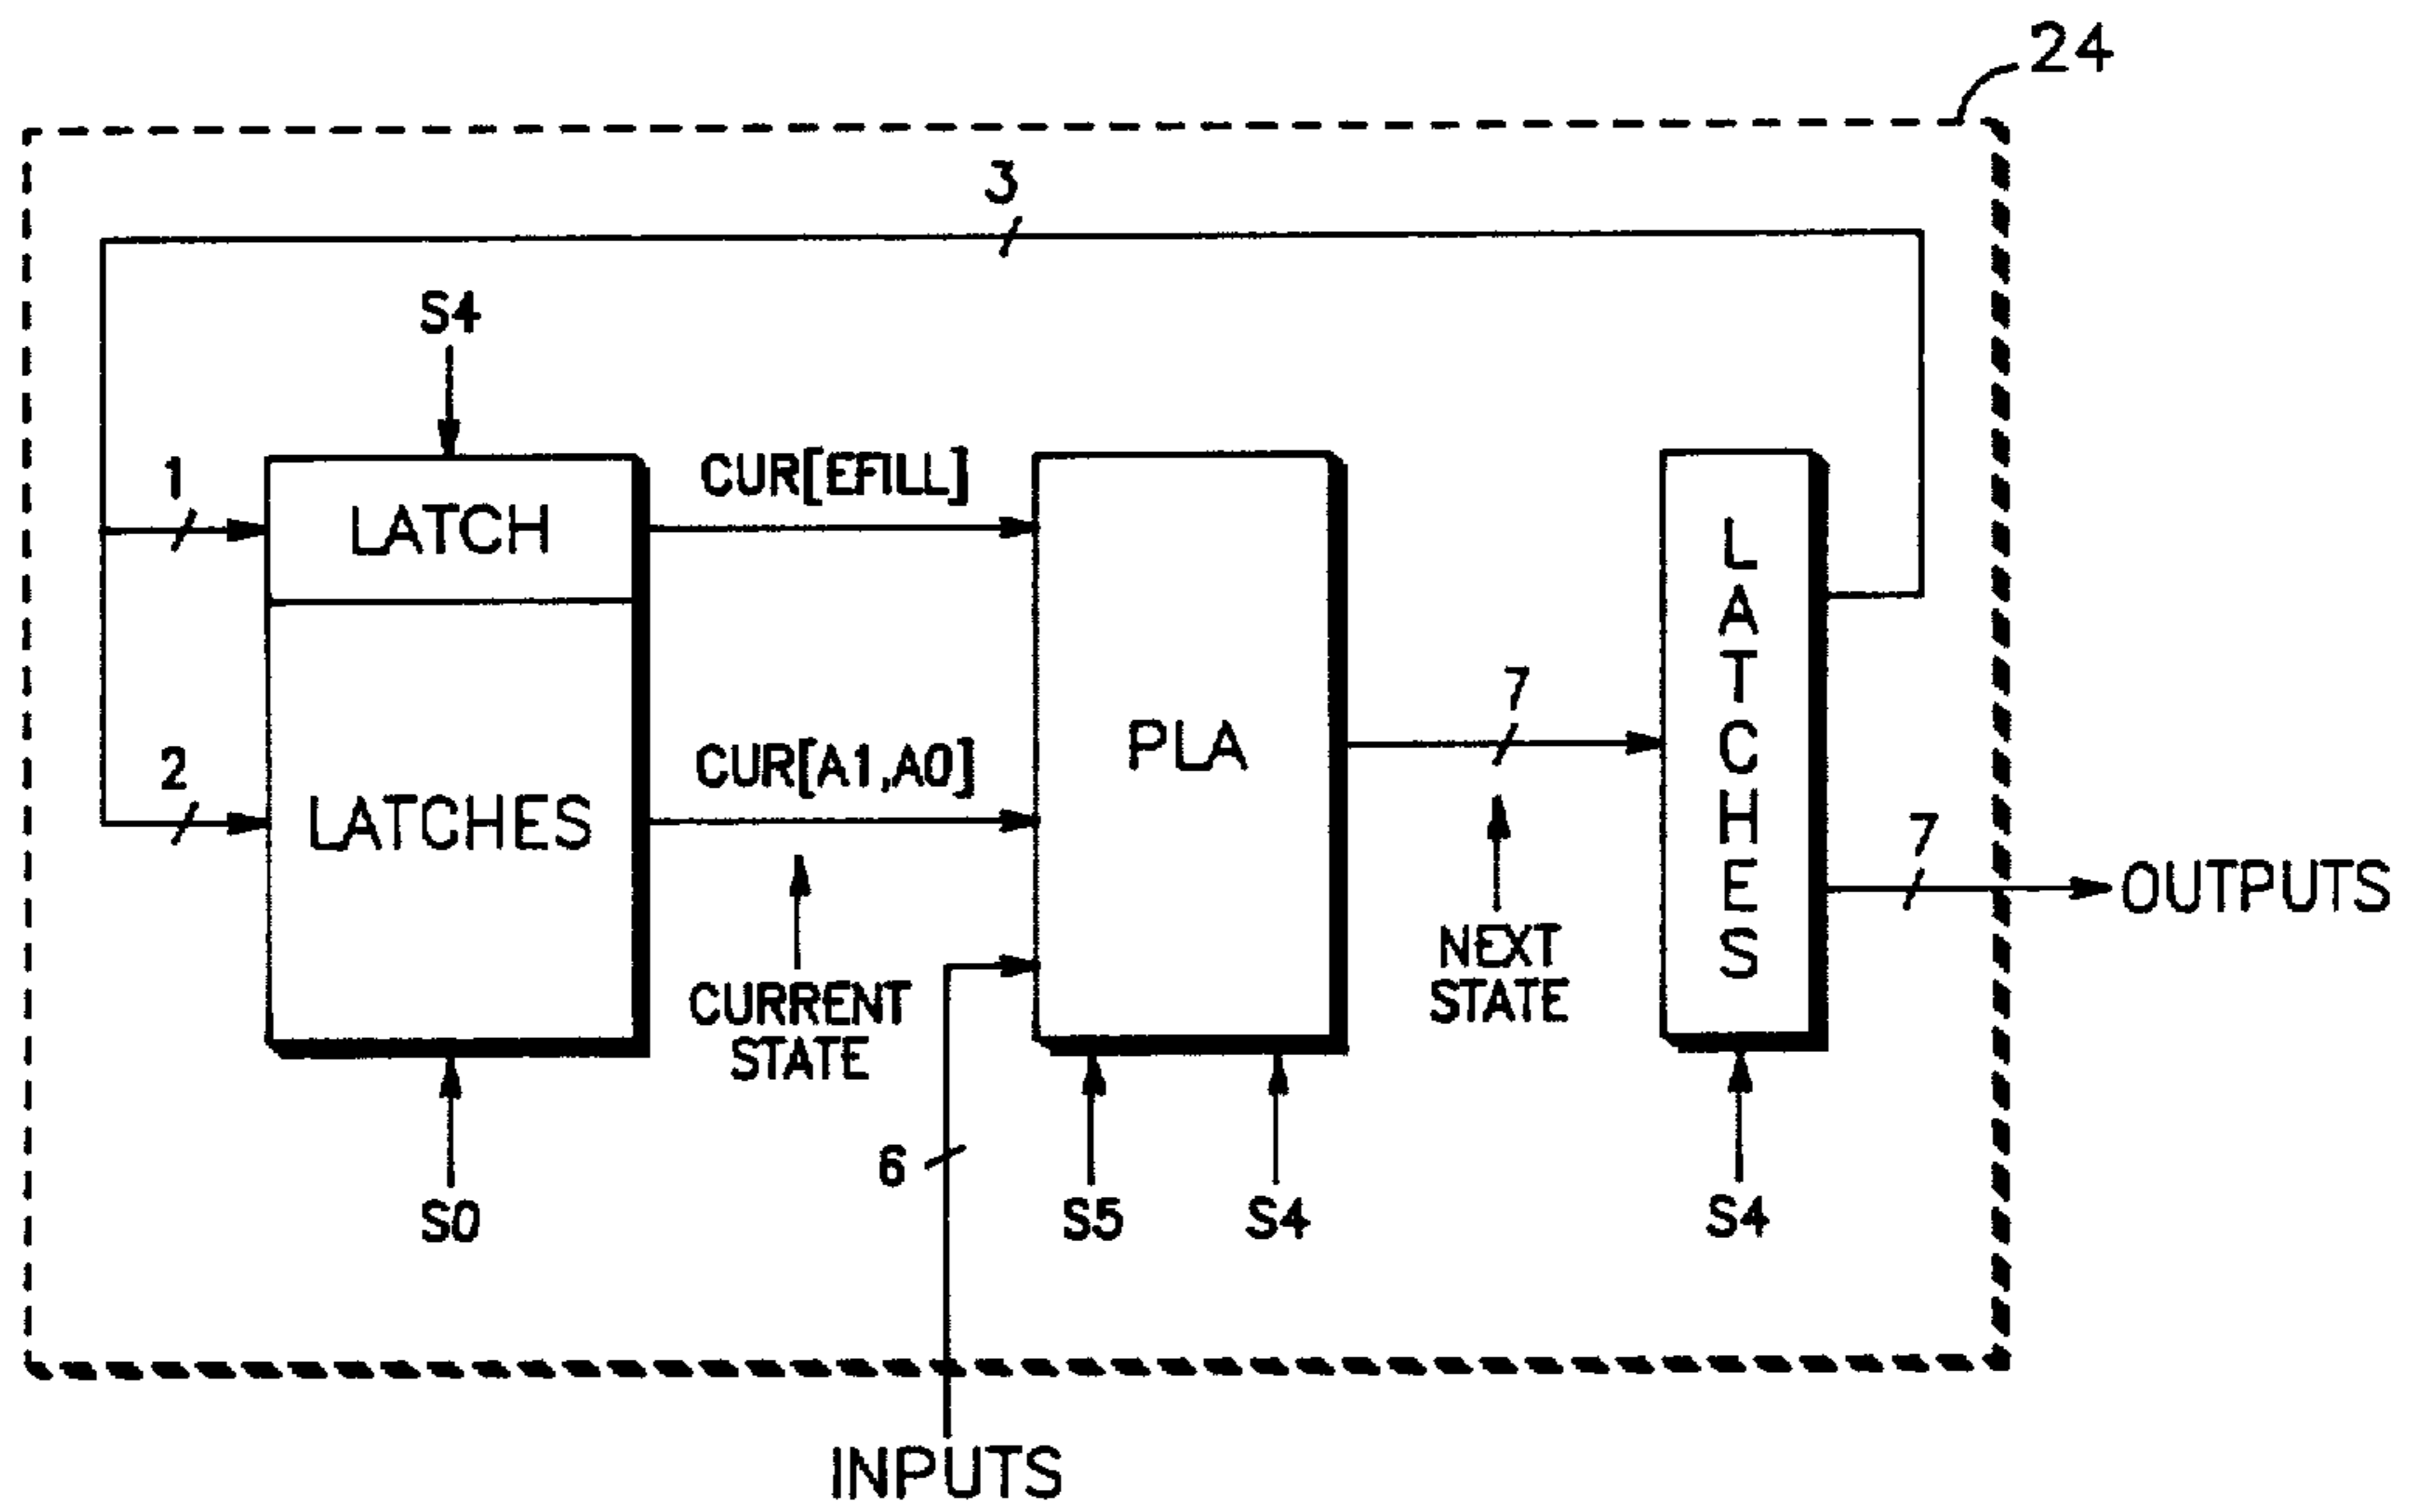 24
3
S4
1
LATCH
CUR[EFILL]
2
LATCHES
CUR[A1,A0]
CURRENT
STATE
PLA
7
NEXT
STATE
LATCHES
7
OUTPUTS
6
S0
S5
S4
S4
INPUTS